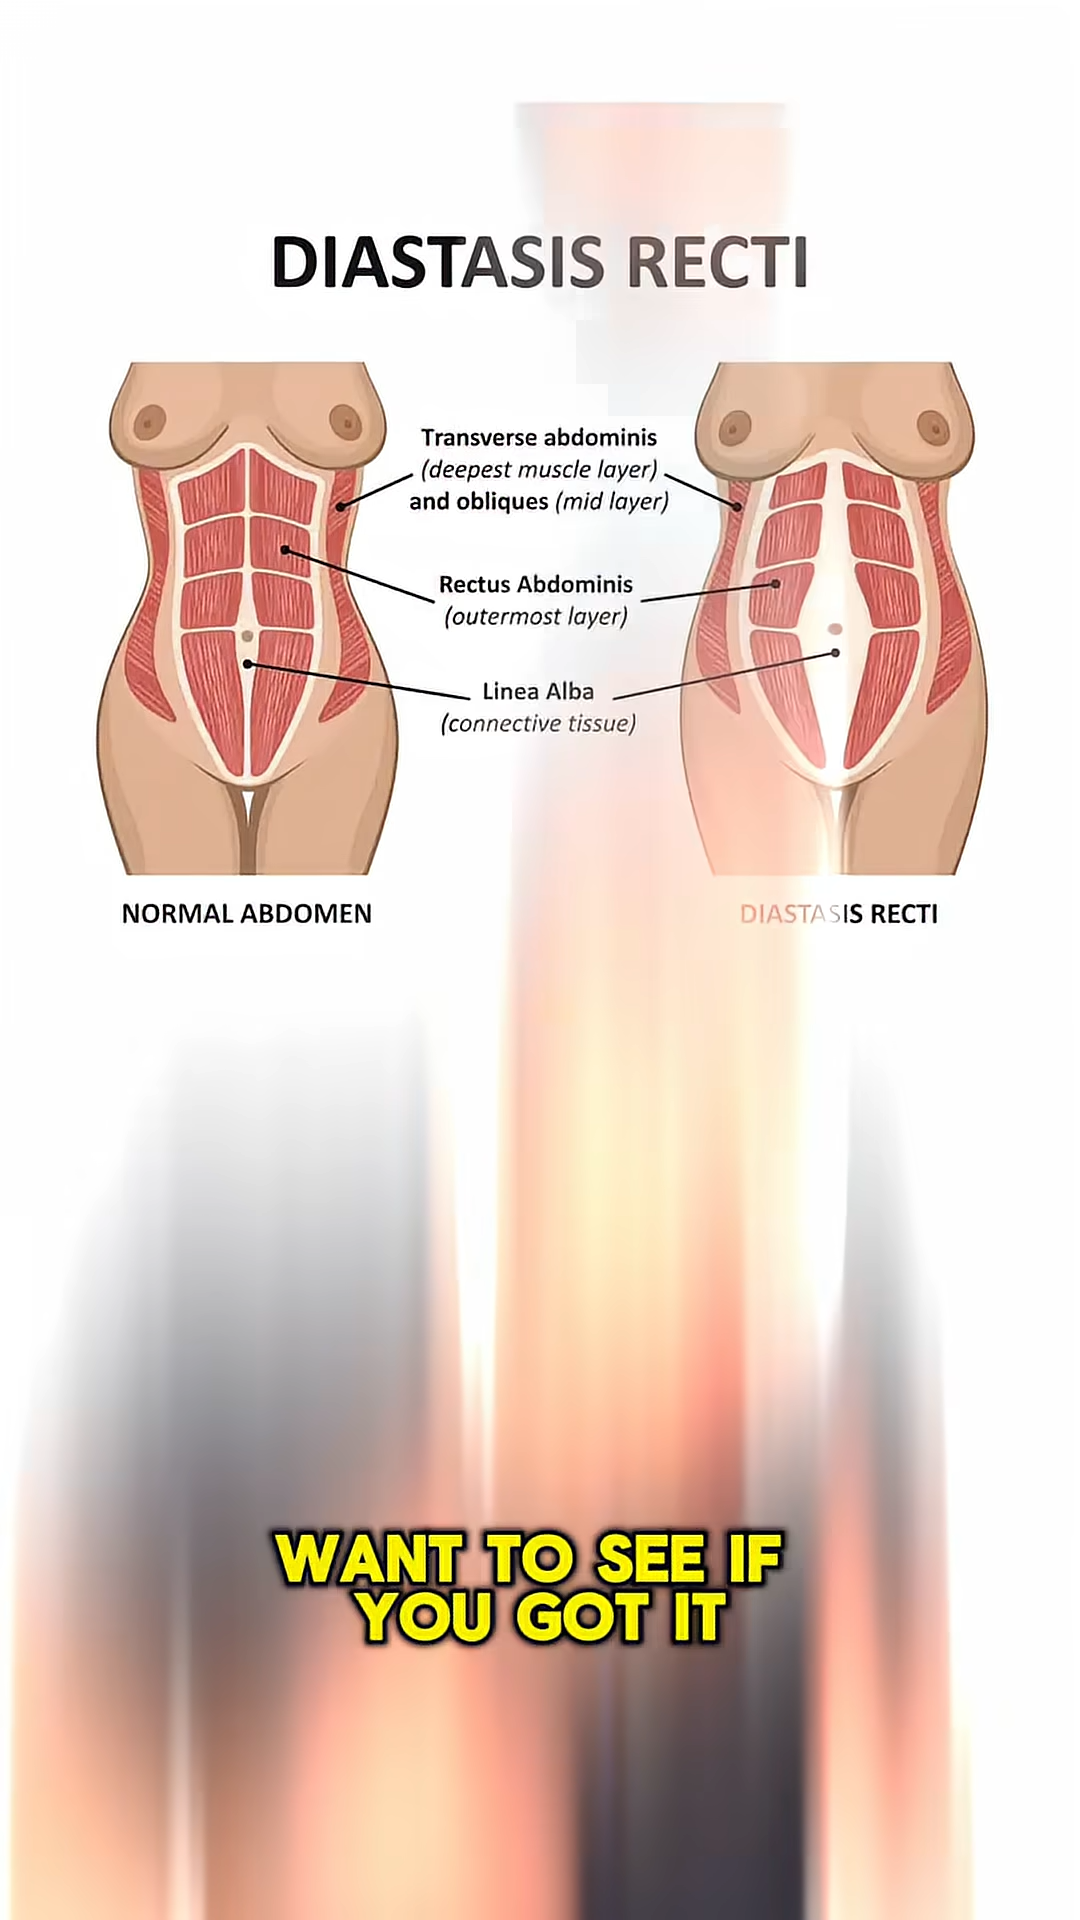 DIASTASIS RECTI
Transverse abdominis
(deepest muscle layer)
and obliques (mid layer)
Rectus Abdominis
(outermost layer)
Linea Alba
(connective tissue)
NORMAL ABDOMEN
DIASTASIS RECTI
WANT TO SEE IF
YOU GOT IT